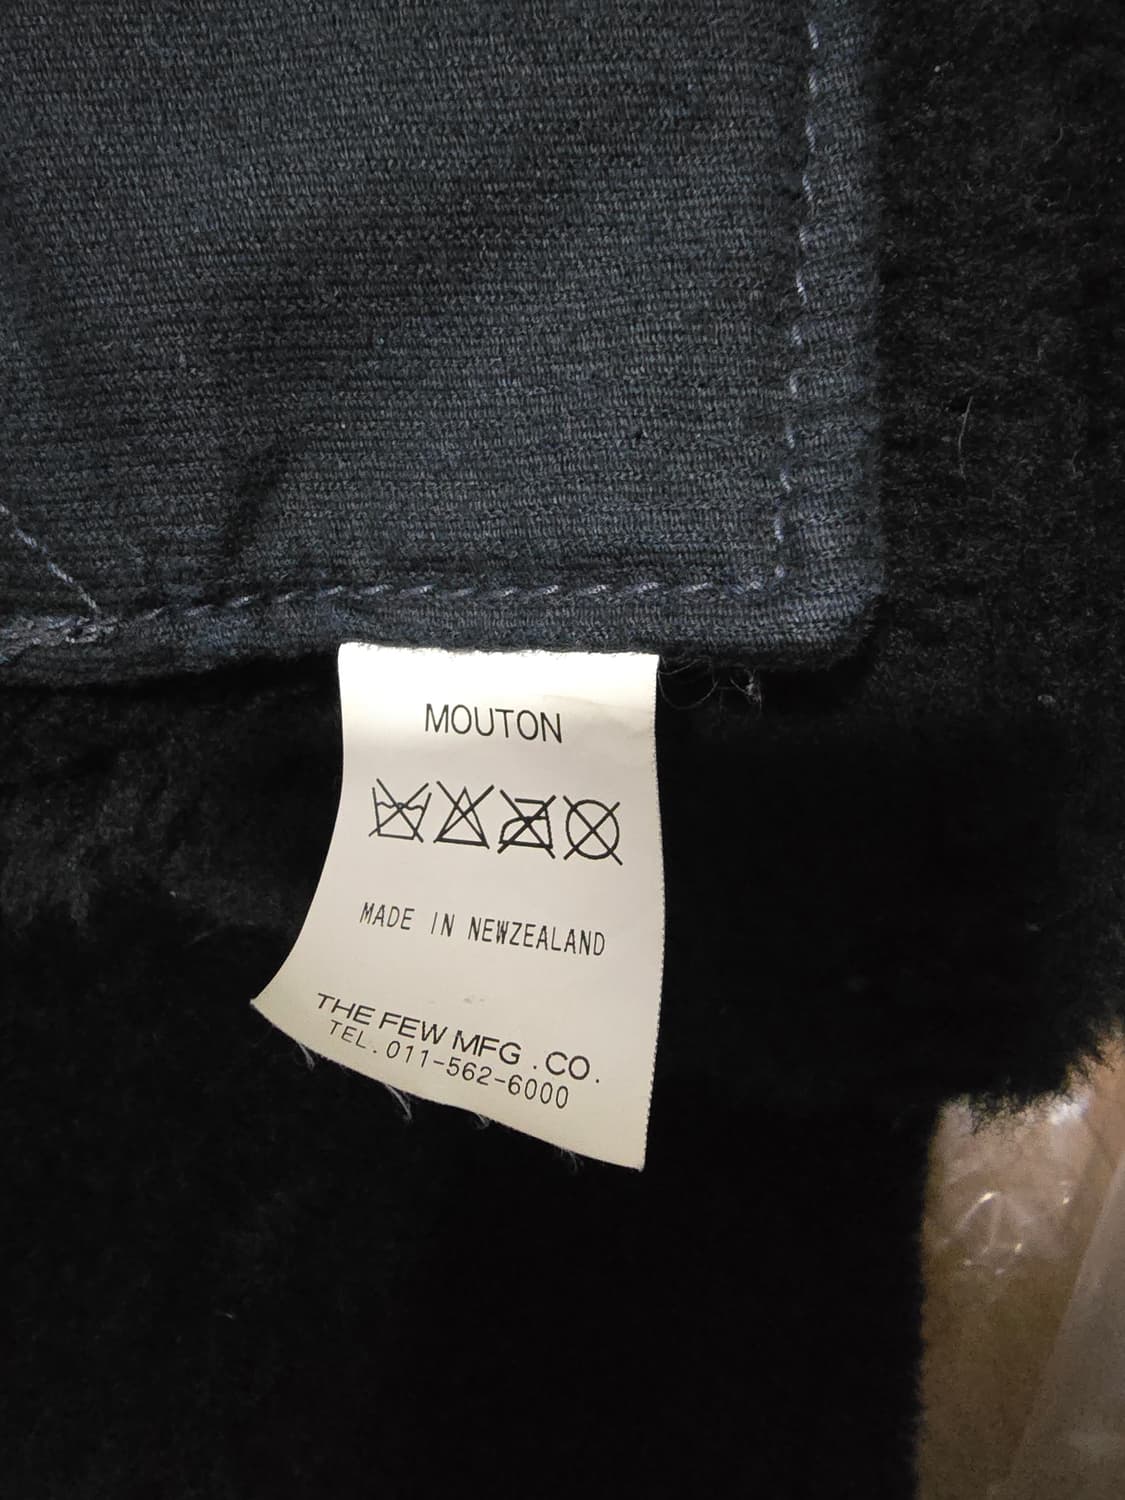 MOUTON
MADE IN NEWZEALAND
THE FEW MFG .CO.
TEL.011-562-6000